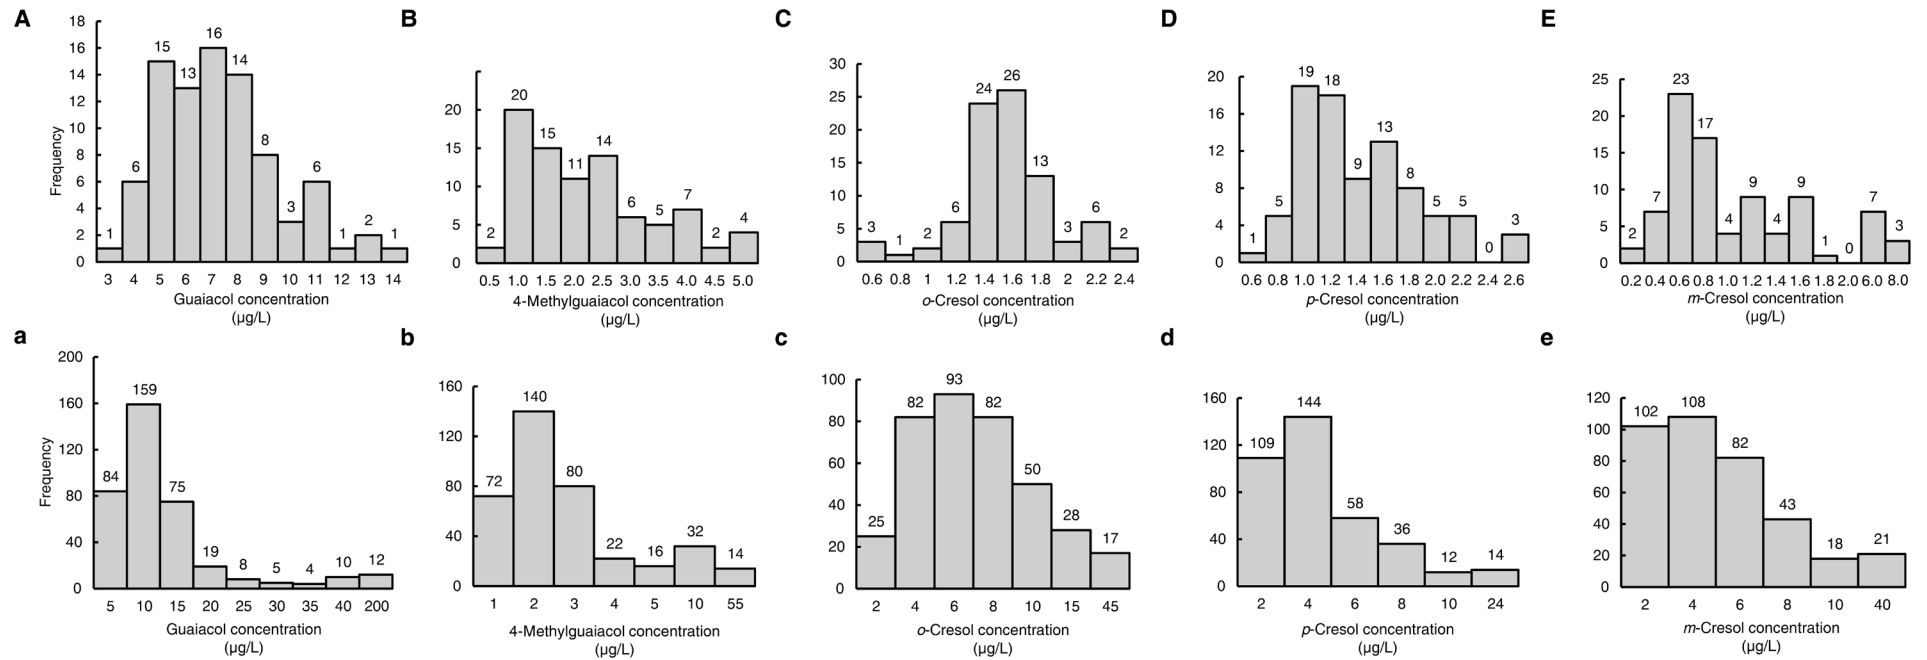 A
18
16
14
12
10
8
6
4
2
0
Frequency
1 6 15 13 16 14 8 3 6 1 2 1
3 4 5 6 7 8 9 10 11 12 13 14
Guaiacol concentration
(µg/L)
B
20
15
10
5
0
2 20 15 11 14 6 5 7 2 4
0.5 1.0 1.5 2.0 2.5 3.0 3.5 4.0 4.5 5.0
4-Methylguaiacol concentration
(µg/L)
C
30
25
20
15
10
5
0
3 1 2 6 24 26 13 3 6 2
0.6 0.8 1 1.2 1.4 1.6 1.8 2 2.2 2.4
o-Cresol concentration
(µg/L)
D
20
16
12
8
4
0
1 5 19 18 9 13 8 5 5 0 3
0.6 0.8 1.0 1.2 1.4 1.6 1.8 2.0 2.2 2.4 2.6
p-Cresol concentration
(µg/L)
E
25
20
15
10
5
0
2 7 23 17 4 9 4 9 1 0 7 3
0.2 0.4 0.6 0.8 1.0 1.2 1.4 1.6 1.8 2.0 6.0 8.0
m-Cresol concentration
(µg/L)
a
200
160
120
80
40
0
Frequency
84 159 75 19 8 5 4 10 12
5 10 15 20 25 30 35 40 200
Guaiacol concentration
(µg/L)
b
160
120
80
40
0
72 140 80 22 16 32 14
1 2 3 4 5 10 55
4-Methylguaiacol concentration
(µg/L)
c
100
80
60
40
20
0
25 82 93 82 50 28 17
2 4 6 8 10 15 45
o-Cresol concentration
(µg/L)
d
160
120
80
40
0
109 144 58 36 12 14
2 4 6 8 10 24
p-Cresol concentration
(µg/L)
e
120
100
80
60
40
20
0
102 108 82 43 18 21
2 4 6 8 10 40
m-Cresol concentration
(µg/L)